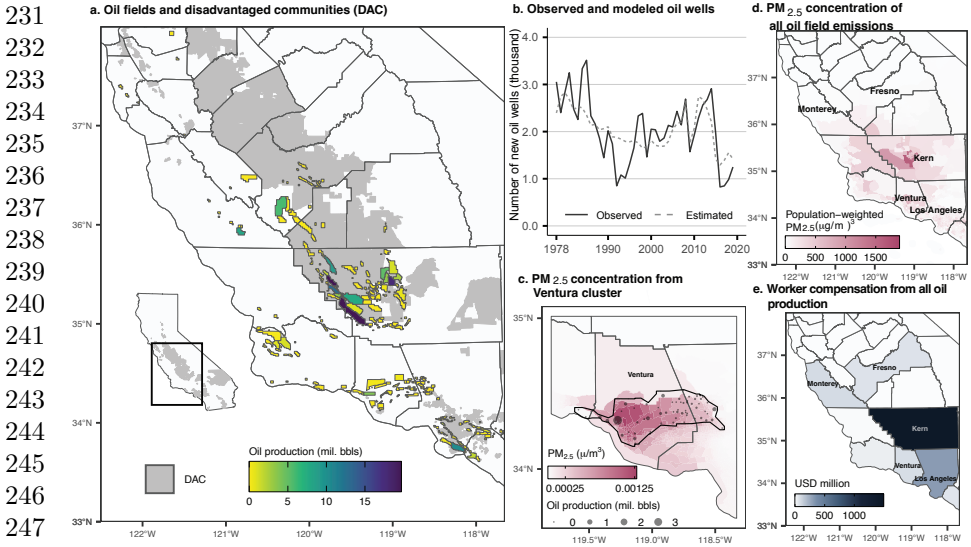 231
232
233
234
235
236
237
238
239
240
241
242
243
244
245
246
247
a. Oil fields and disadvantaged communities (DAC)
37°N
36°N
35°N
34°N
33°N
122°W
121°W
120°W
119°W
118°W
DAC
Oil production (mil. bbls)
0 5 10 15
b. Observed and modeled oil wells
Number of new oil wells (thousand)
4.0
3.0
2.0
1.0
0.0
Observed
Estimated
1978 1990 2000 2010 2020
c. PM 2.5 concentration from
Ventura cluster
35°N
34°N
Ventura
PM2.5 (μ/m³)
0.00025 0.00125
Oil production (mil. bbls)
0 1 2 3
119.5°W 119.0°W 118.5°W
d. PM 2.5 concentration of
all oil field emissions
37°N
36°N
35°N
34°N
33°N
Fresno
Monterey
Kern
Ventura
Los Angeles
Population−weighted
PM2.5(μg/m )3
0 500 1000 1500
122°W 121°W 120°W 119°W 118°W
e. Worker compensation from all oil
production
37°N
36°N
35°N
34°N
33°N
Fresno
Monterey
Kern
Ventura
Los Angeles
USD million
0 500 1000
122°W 121°W 120°W 119°W 118°W